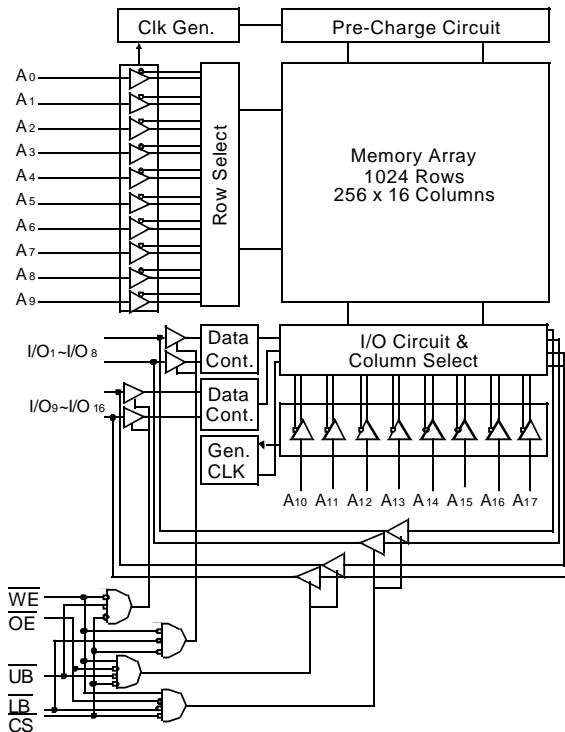 Clk Gen.
Pre-Charge Circuit
A0
A1
A2
A3
A4
A5
A6
A7
A8
A9
Row Select
Memory Array
1024 Rows
256 x 16 Columns
I/O1~I/O 8
Data
Cont.
I/O Circuit &
Column Select
I/O9~I/O 16
Data
Cont.
Gen.
CLK
A10 A11 A12 A13 A14 A15 A16 A17
WE
OE
UB
LB
CS